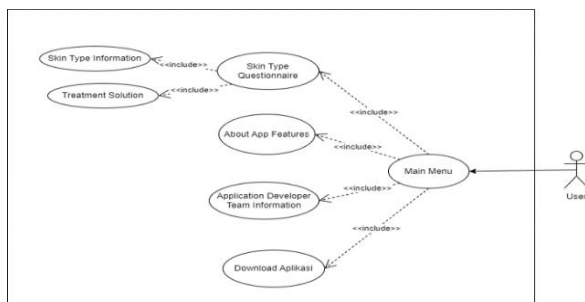 Skin Type Information
<<include>>
Skin Type
Questionnaire
Treatment Solution
<<include>>
<<include>>
About App Features
<<include>>
Main Menu
User
Application Developer
Team Information
<<include>>
<<include>>
Download Aplikasi